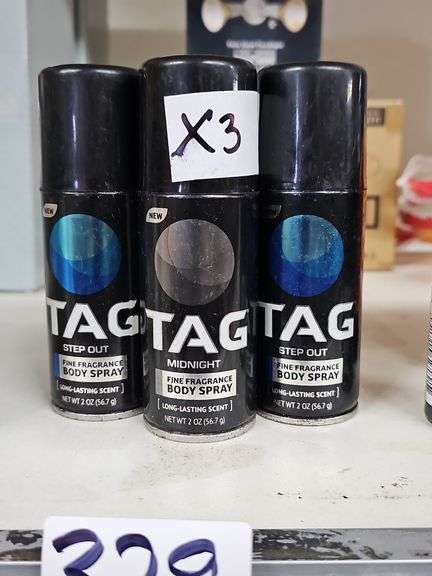 X3
NEW
TAG
STEP OUT
FINE FRAGRANCE
BODY SPRAY
[LONG-LASTING SCENT]
NET WT 2 OZ (56.7 g)
NEW
TAG
MIDNIGHT
FINE FRAGRANCE
BODY SPRAY
[LONG-LASTING SCENT]
NET WT 2 OZ (56.7 g)
TAG
STEP OUT
FINE FRAGRANCE
BODY SPRAY
[LONG-LASTING SCENT]
NET WT 2 OZ (56.7 g)
329